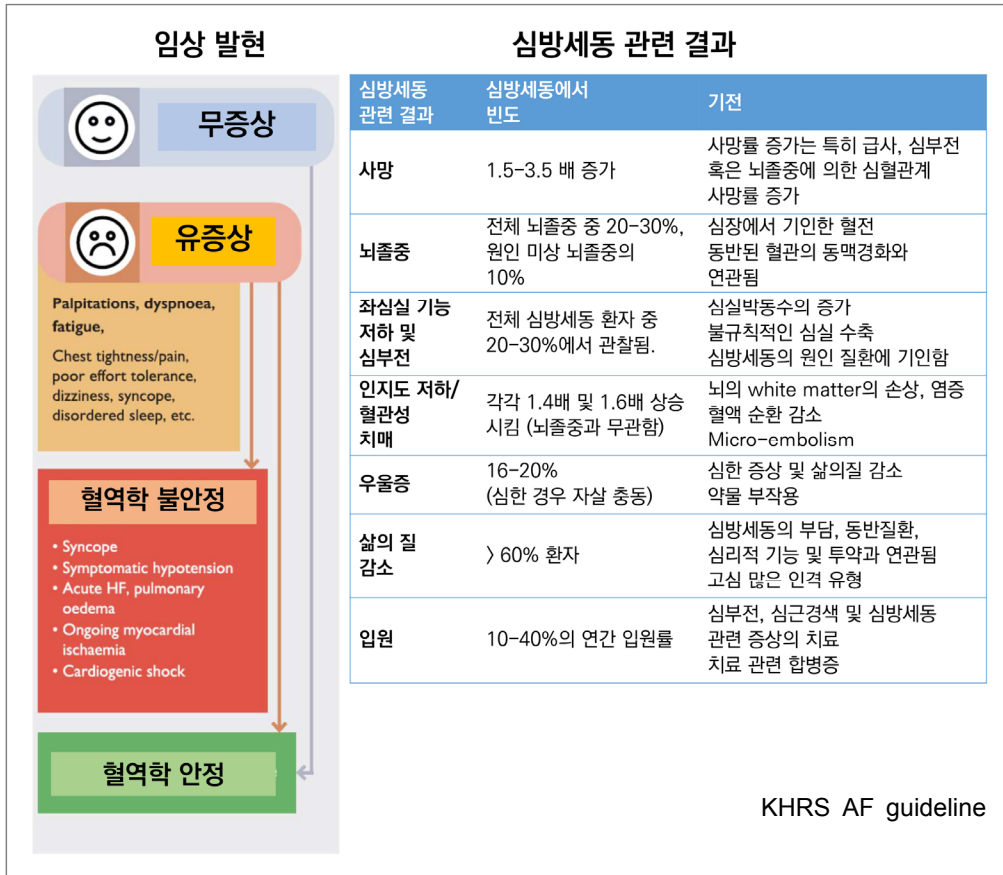 임상 발현
무증상
유증상
Palpitations, dyspnoea,
fatigue,
Chest tightness/pain,
poor effort tolerance,
dizziness, syncope,
disordered sleep, etc.
혈역학 불안정
• Syncope
• Symptomatic hypotension
• Acute HF, pulmonary
oedema
• Ongoing myocardial
ischaemia
• Cardiogenic shock
혈역학 안정
심방세동 관련 결과
심방세동
관련 결과
심방세동에서
빈도
기전
사망
1.5-3.5 배 증가
사망률 증가는 특히 급사, 심부전
혹은 뇌졸중에 의한 심혈관계
사망률 증가
뇌졸중
전체 뇌졸중 중 20-30%,
원인 미상 뇌졸중의
10%
심장에서 기인한 혈전
동반된 혈관의 동맥경화와
연관됨
좌심실 기능
저하 및
심부전
전체 심방세동 환자 중
20-30%에서 관찰됨.
심실박동수의 증가
불규칙적인 심실 수축
심방세동의 원인 질환에 기인함
인지도 저하/
혈관성
치매
각각 1.4배 및 1.6배 상승
시킴 (뇌졸중과 무관함)
뇌의 white matter의 손상, 염증
혈액 순환 감소
Micro-embolism
우울증
16-20%
(심한 경우 자살 충동)
심한 증상 및 삶의질 감소
약물 부작용
삶의 질
감소
> 60% 환자
심방세동의 부담, 동반질환,
심리적 기능 및 투약과 연관됨
고심 많은 인격 유형
입원
10-40%의 연간 입원률
심부전, 심근경색 및 심방세동
관련 증상의 치료
치료 관련 합병증
KHRS AF guideline